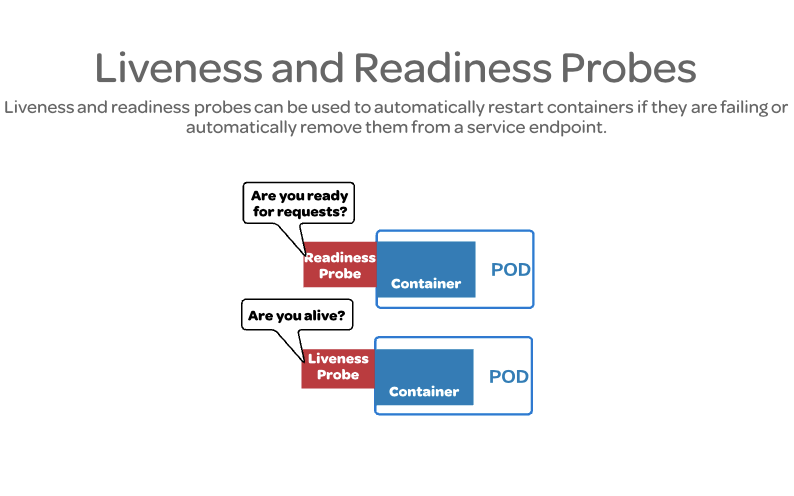 Liveness and Readiness Probes
Liveness and readiness probes can be used to automatically restart containers if they are failing or
automatically remove them from a service endpoint.
Are you ready
for requests?
Readiness
Probe
Container
POD
Are you alive?
Liveness
Probe
Container
POD